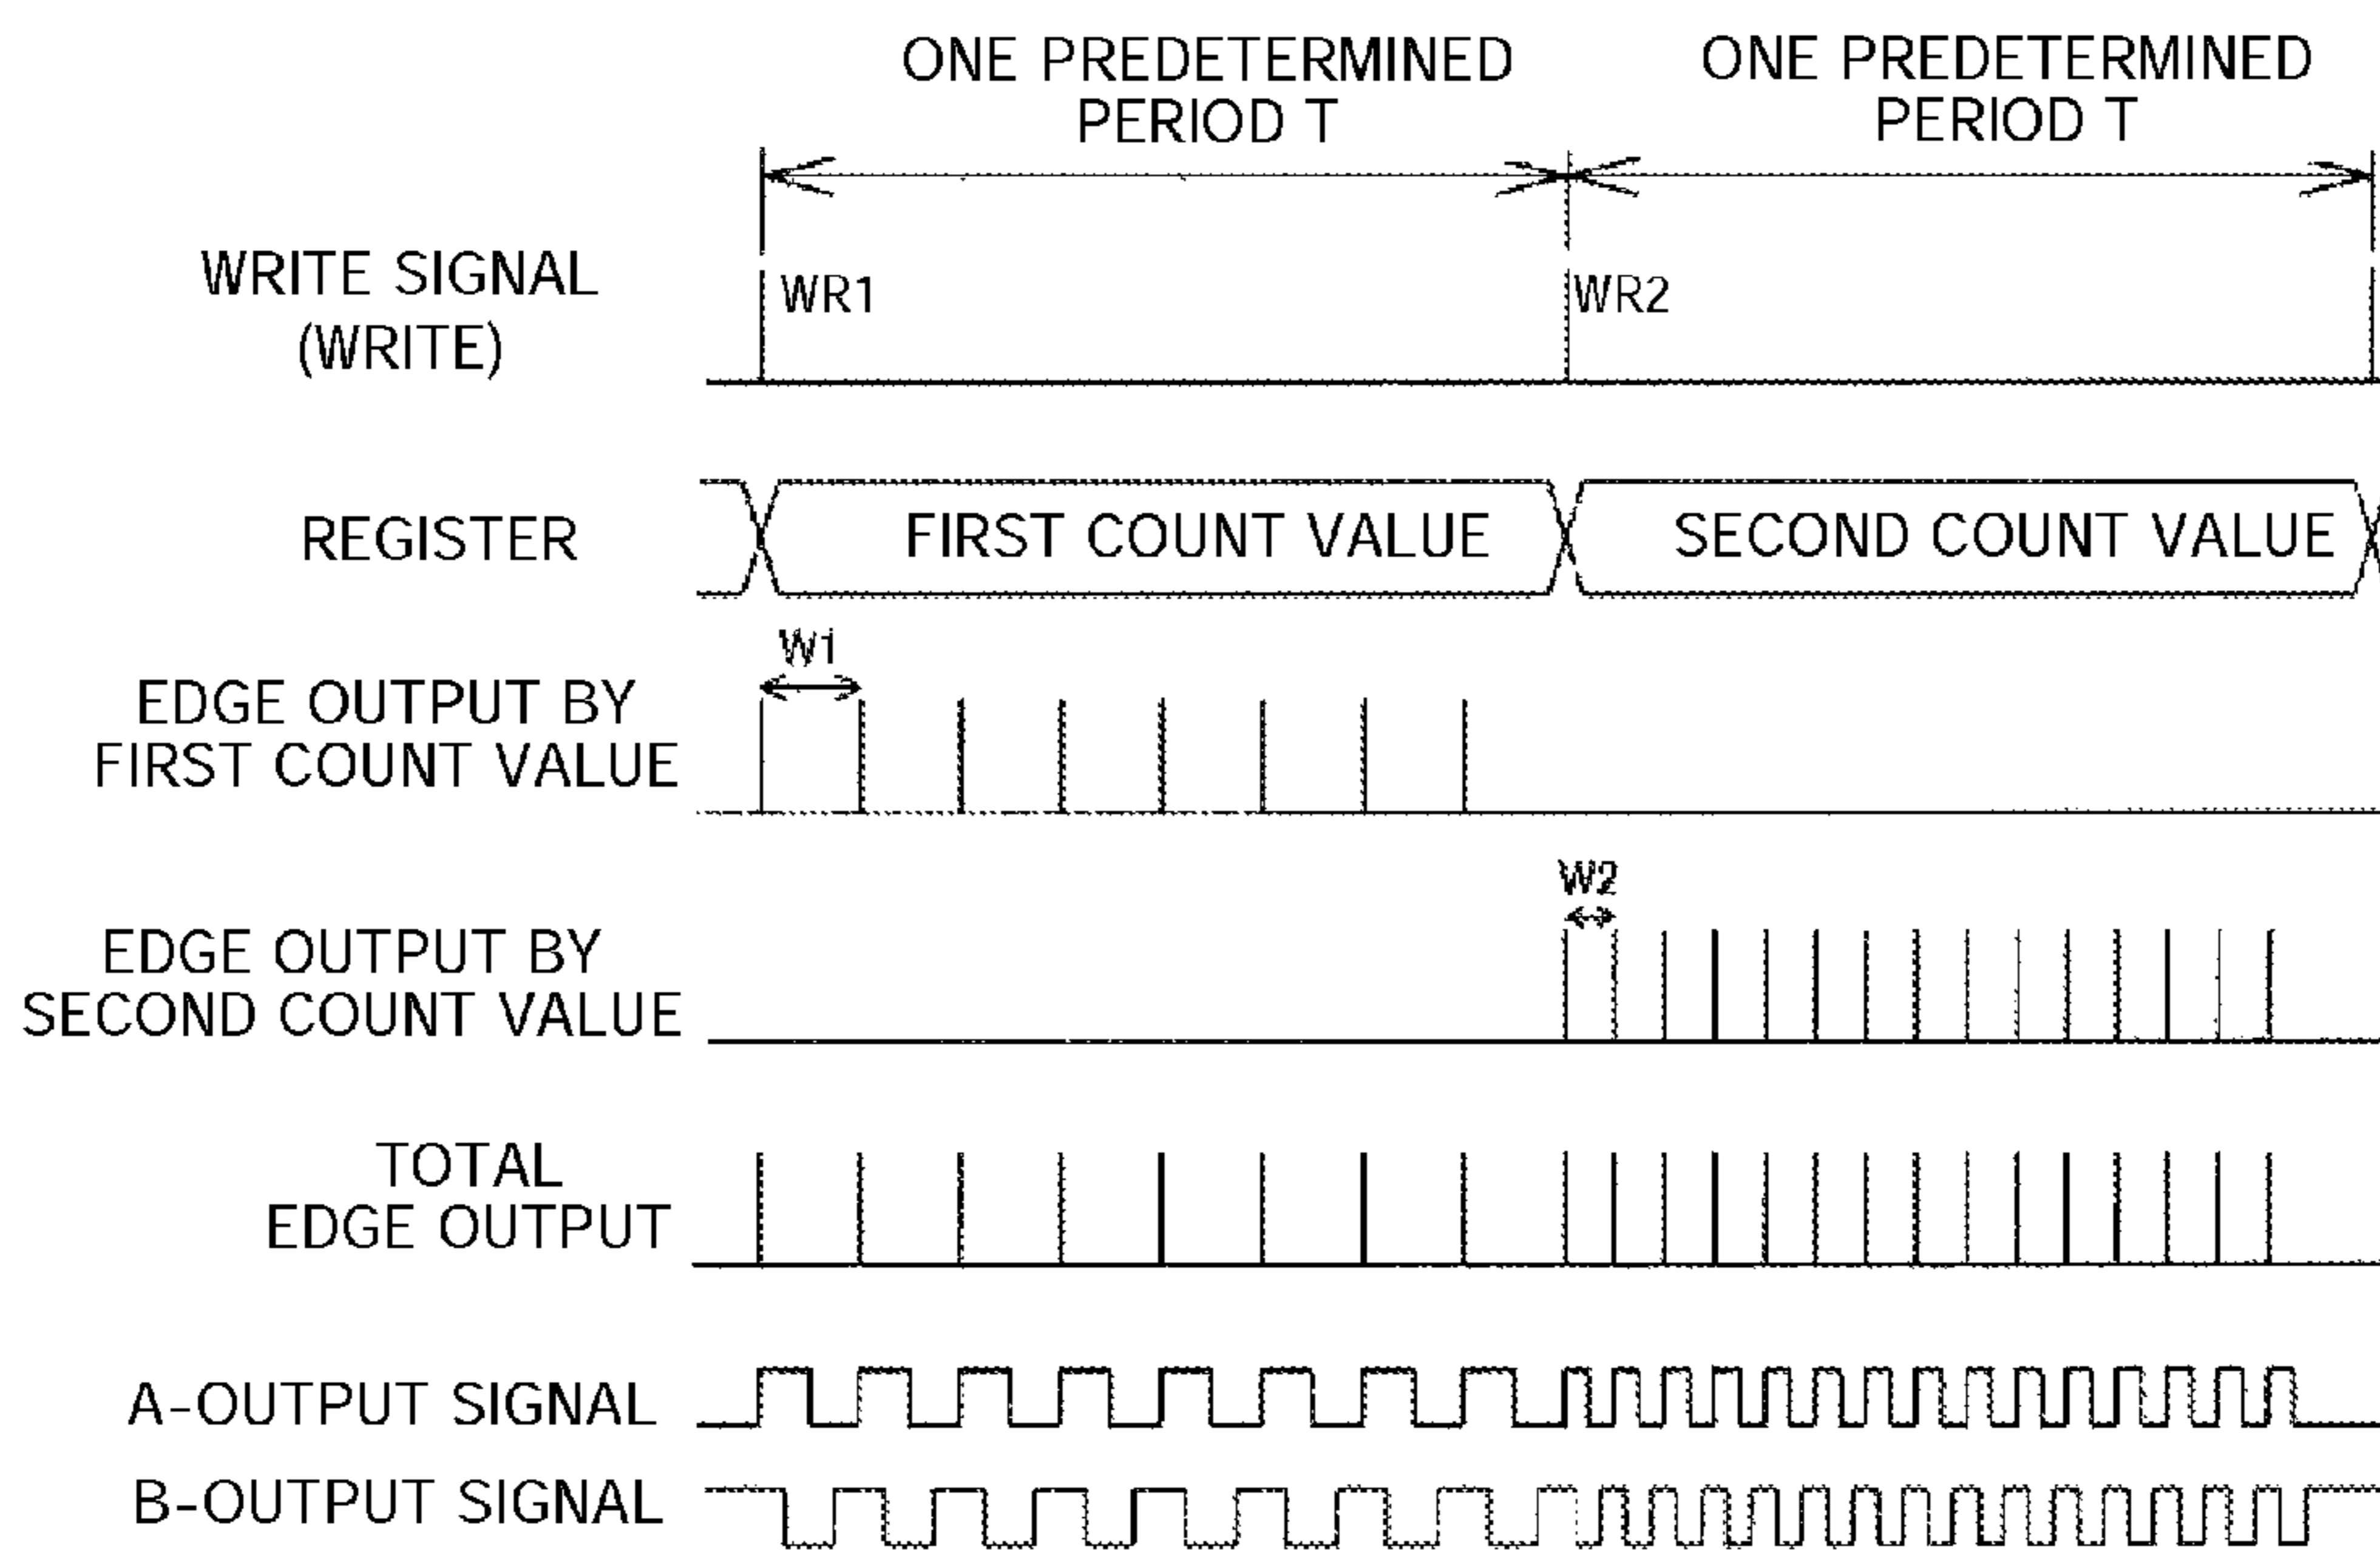 ONE PREDETERMINED
PERIOD T
ONE PREDETERMINED
PERIOD T
WRITE SIGNAL
(WRITE)
WR1
WR2
REGISTER
FIRST COUNT VALUE
SECOND COUNT VALUE
W1
EDGE OUTPUT BY
FIRST COUNT VALUE
W2
EDGE OUTPUT BY
SECOND COUNT VALUE
TOTAL
EDGE OUTPUT
A-OUTPUT SIGNAL
B-OUTPUT SIGNAL